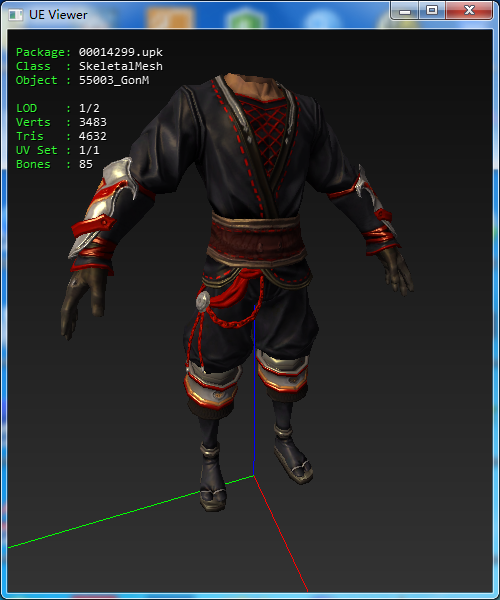 UE Viewer
Package: 00014299.upk
Class : SkeletalMesh
Object : 55003_GonM
LOD : 1/2
Verts : 3483
Tris : 4632
UV Set : 1/1
Bones : 85